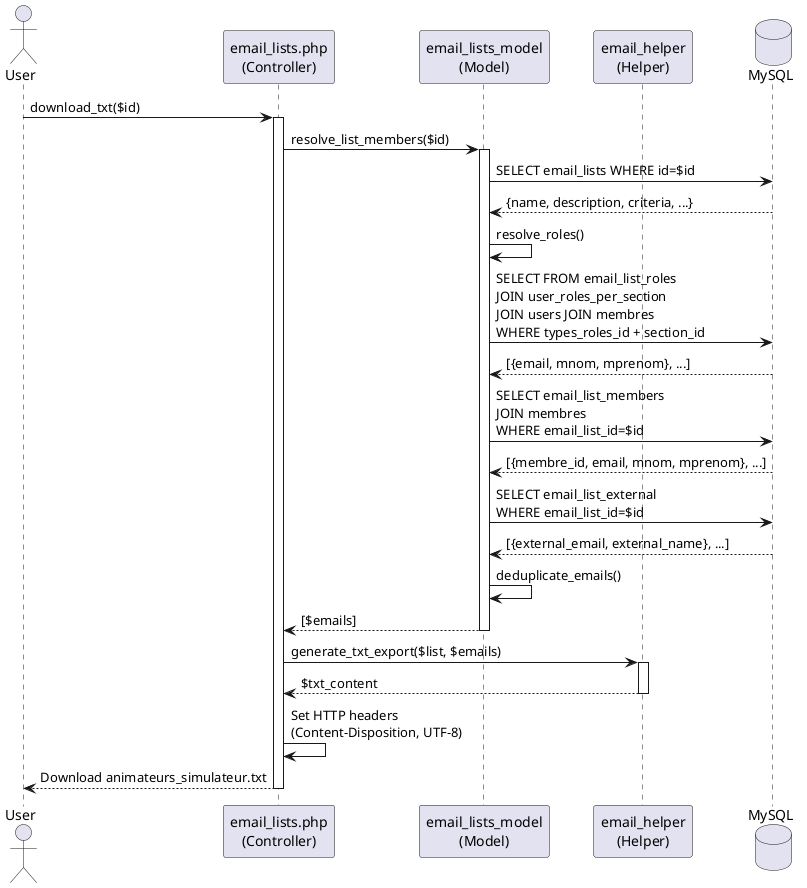 User
email_lists.php
(Controller)
email_lists_model
(Model)
email_helper
(Helper)
MySQL
download_txt($id)
resolve_list_members($id)
SELECT email_lists WHERE id=$id
{name, description, criteria, ...}
resolve_roles()
SELECT FROM email_list_roles
JOIN user_roles_per_section
JOIN users JOIN membres
WHERE types_roles_id + section_id
[{email, mnom, mprenom}, ...]
SELECT email_list_members
JOIN membres
WHERE email_list_id=$id
[{membre_id, email, mnom, mprenom}, ...]
SELECT email_list_external
WHERE email_list_id=$id
[{external_email, external_name}, ...]
deduplicate_emails()
[$emails]
generate_txt_export($list, $emails)
$txt_content
Set HTTP headers
(Content-Disposition, UTF-8)
Download animateurs_simulateur.txt
User
email_lists.php
(Controller)
email_lists_model
(Model)
email_helper
(Helper)
MySQL